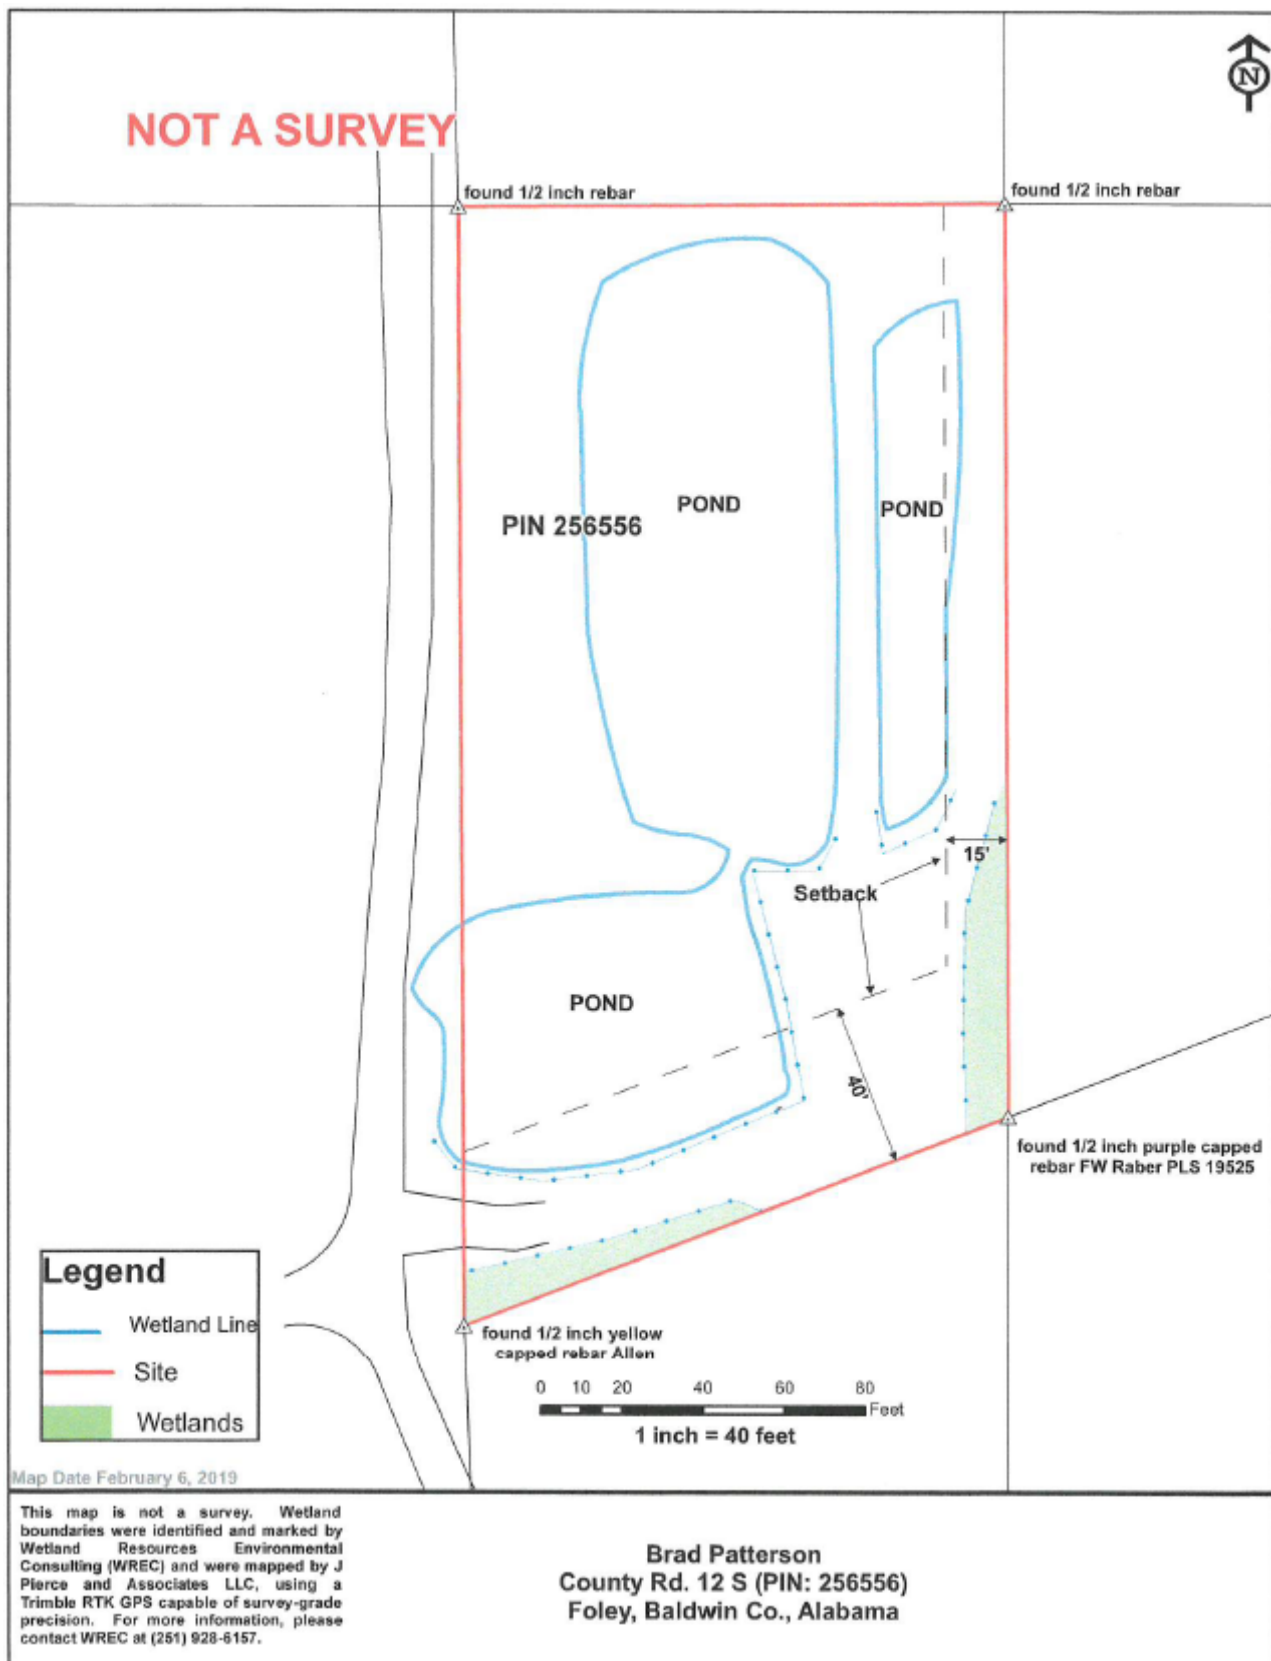 N
NOT A SURVEY
found 1/2 inch rebar
found 1/2 inch rebar
POND
POND
PIN 256556
15'
Setback
POND
40'
found 1/2 inch purple capped
rebar FW Raber PLS 19525
Legend
Wetland Line
Site
Wetlands
found 1/2 inch yellow
capped rebar Allen
0 10 20 40 60 80
Feet
1 inch = 40 feet
Map Date February 6, 2019
This map is not a survey. Wetland
boundaries were identified and marked by
Wetland Resources Environmental
Consulting (WREC) and were mapped by J
Pierce and Associates LLC, using a
Trimble RTK GPS capable of survey-grade
precision. For more information, please
contact WREC at (251) 928-6157.
Brad Patterson
County Rd. 12 S (PIN: 256556)
Foley, Baldwin Co., Alabama